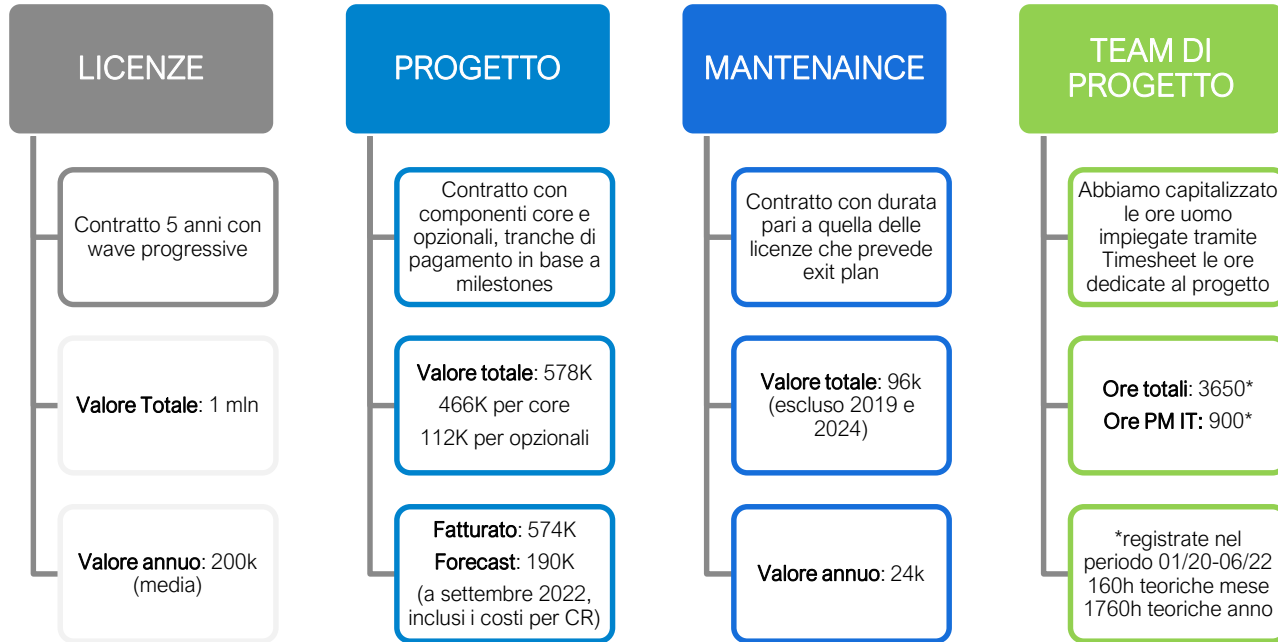 LICENZE
Contratto 5 anni con
wave progressive
Valore Totale: 1 mln
Valore annuo: 200k
(media)
PROGETTO
Contratto con
componenti core e
opzionali, tranche di
pagamento in base a
milestones
Valore totale: 578K
466K per core
112K per opzionali
Fatturato: 574K
Forecast: 190K
(a settembre 2022,
inclusi i costi per CR)
MANTENAINCE
Contratto con durata
pari a quella delle
licenze che prevede
exit plan
Valore totale: 96k
(escluso 2019 e
2024)
Valore annuo: 24k
TEAM DI
PROGETTO
Abbiamo capitalizzato
le ore uomo
impiegate tramite
Timesheet le ore
dedicate al progetto
Ore totali: 3650*
Ore PM IT: 900*
*registrate nel
periodo 01/20-06/22
160h teoriche mese
1760h teoriche anno